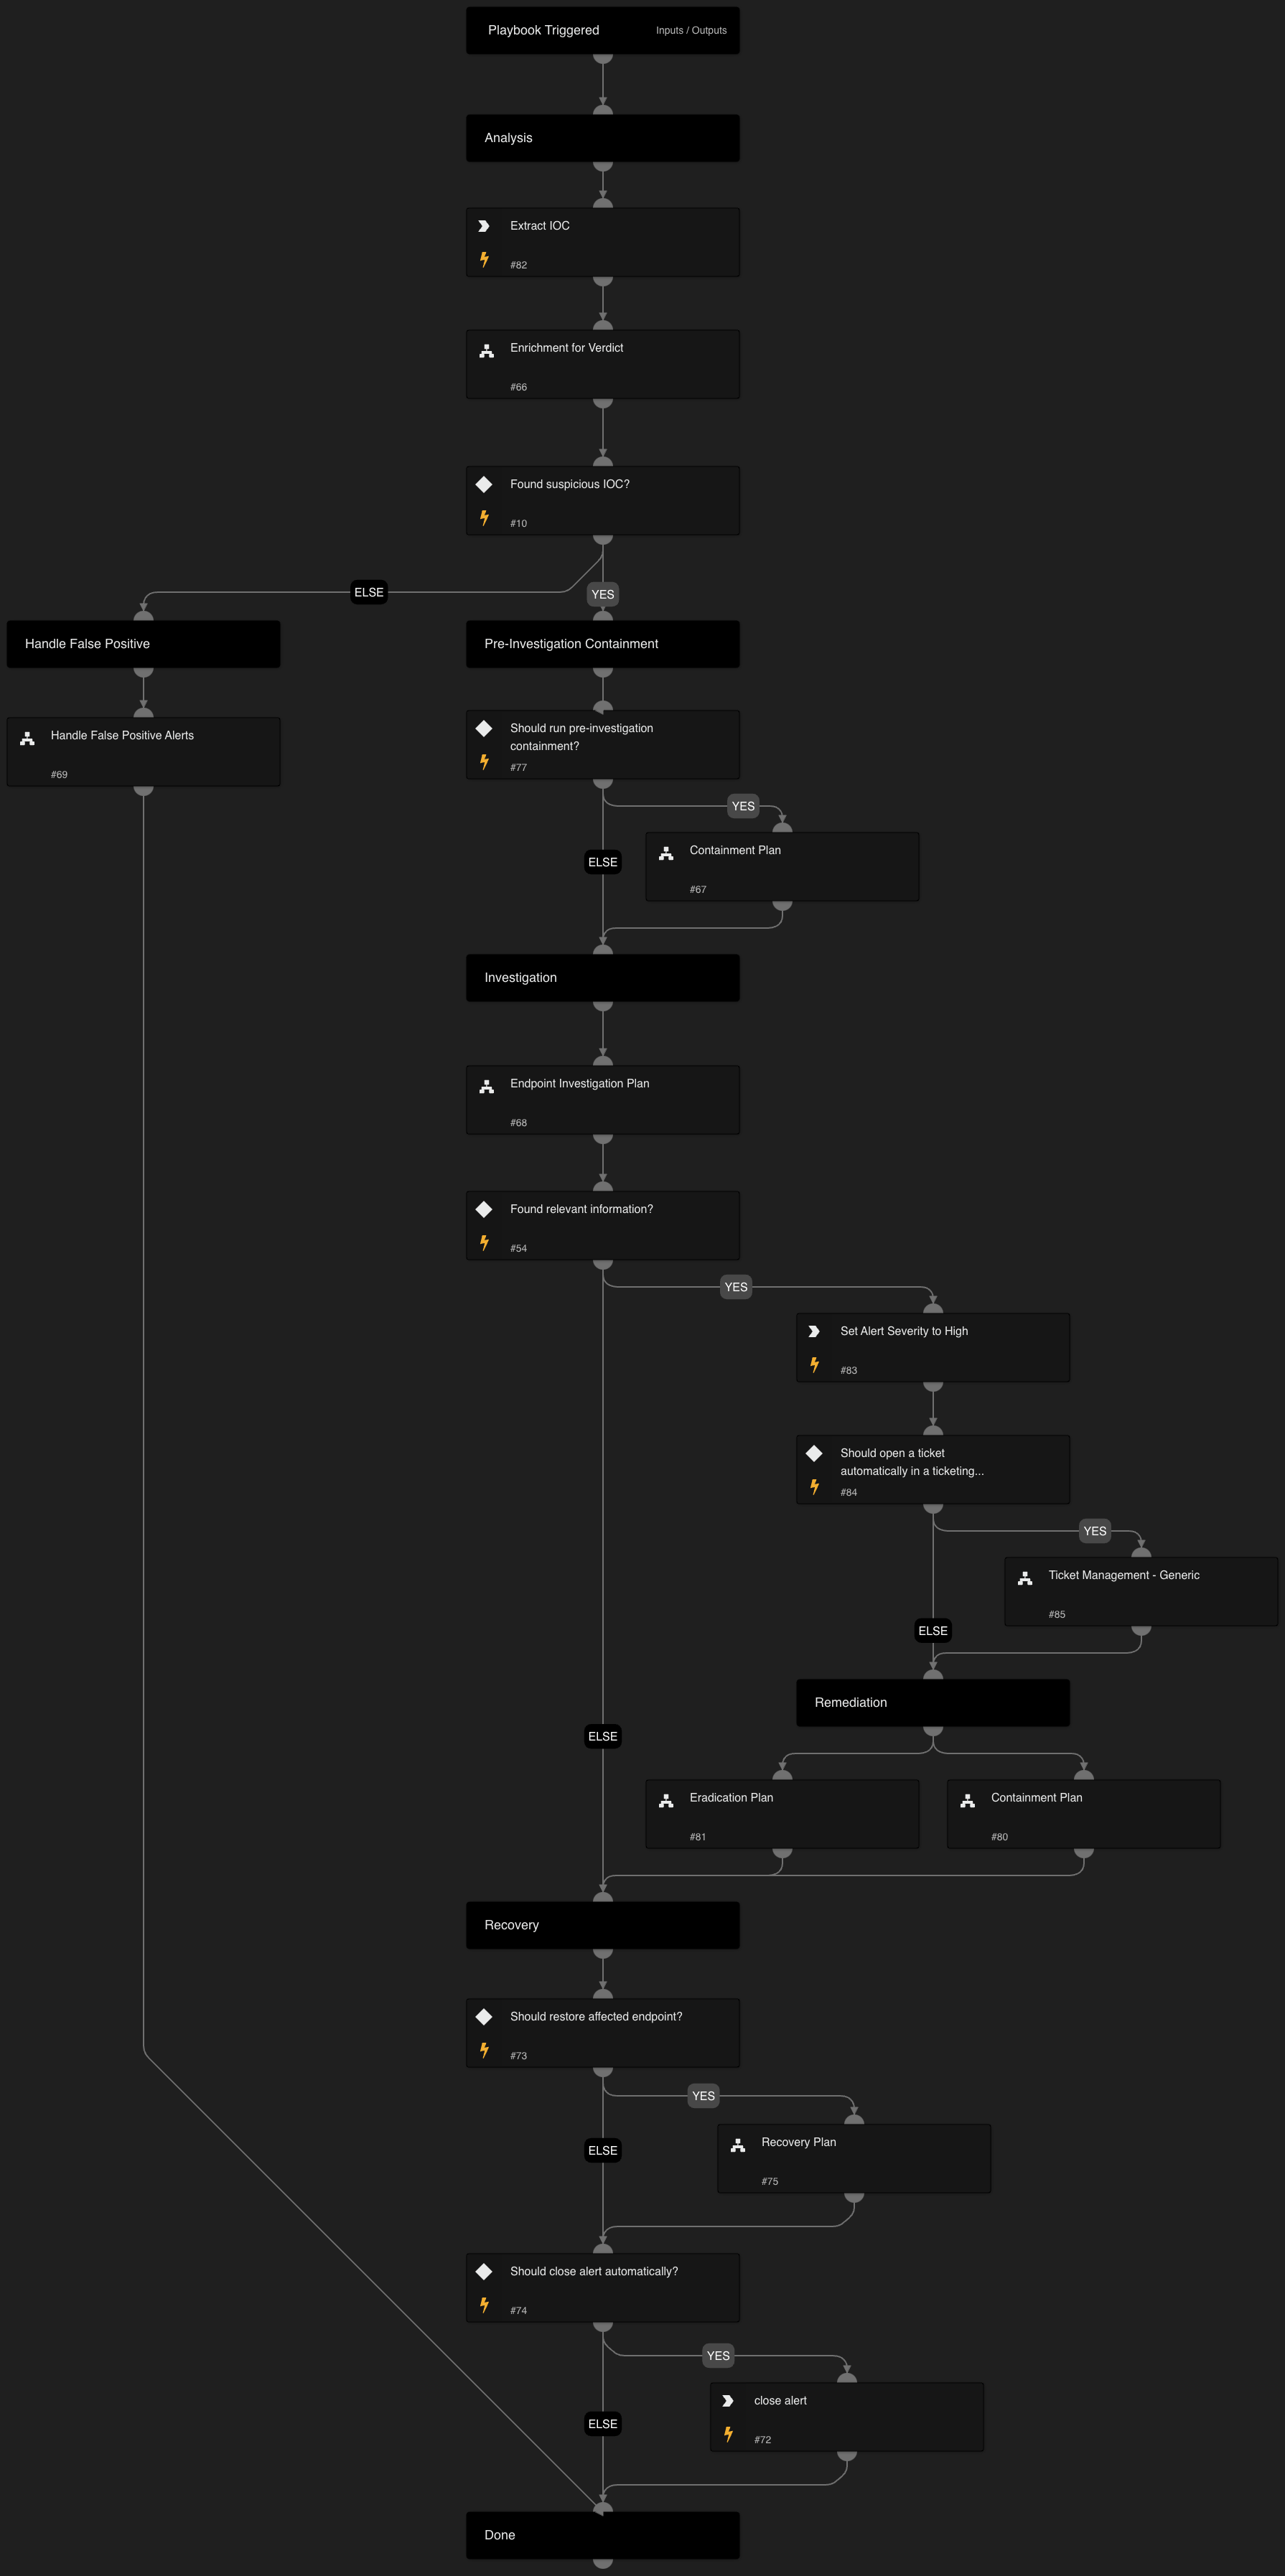 Playbook Triggered
Inputs / Outputs
Analysis
Extract IOC
#82
Enrichment for Verdict
#66
Found suspicious IOC?
#10
ELSE
YES
Handle False Positive
Pre-Investigation Containment
Handle False Positive Alerts
#69
Should run pre-investigation
containment?
#77
YES
Containment Plan
#67
ELSE
Investigation
Endpoint Investigation Plan
#68
Found relevant information?
#54
YES
Set Alert Severity to High
#83
Should open a ticket
automatically in a ticketing...
#84
YES
Ticket Management - Generic
#85
ELSE
Remediation
ELSE
Eradication Plan
#81
Containment Plan
#80
Recovery
Should restore affected endpoint?
#73
YES
Recovery Plan
#75
ELSE
Should close alert automatically?
#74
YES
close alert
#72
ELSE
Done